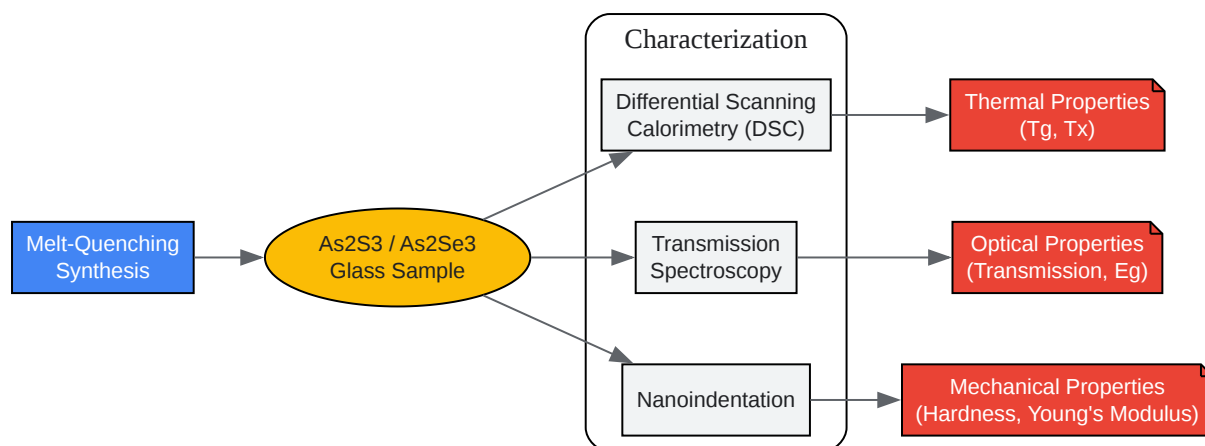 Characterization
Melt-Quenching
Synthesis
As2S3 / As2Se3
Glass Sample
Differential Scanning
Calorimetry (DSC)
Thermal Properties
(Tg, Tx)
Transmission
Spectroscopy
Optical Properties
(Transmission, Eg)
Nanoindentation
Mechanical Properties
(Hardness, Young's Modulus)